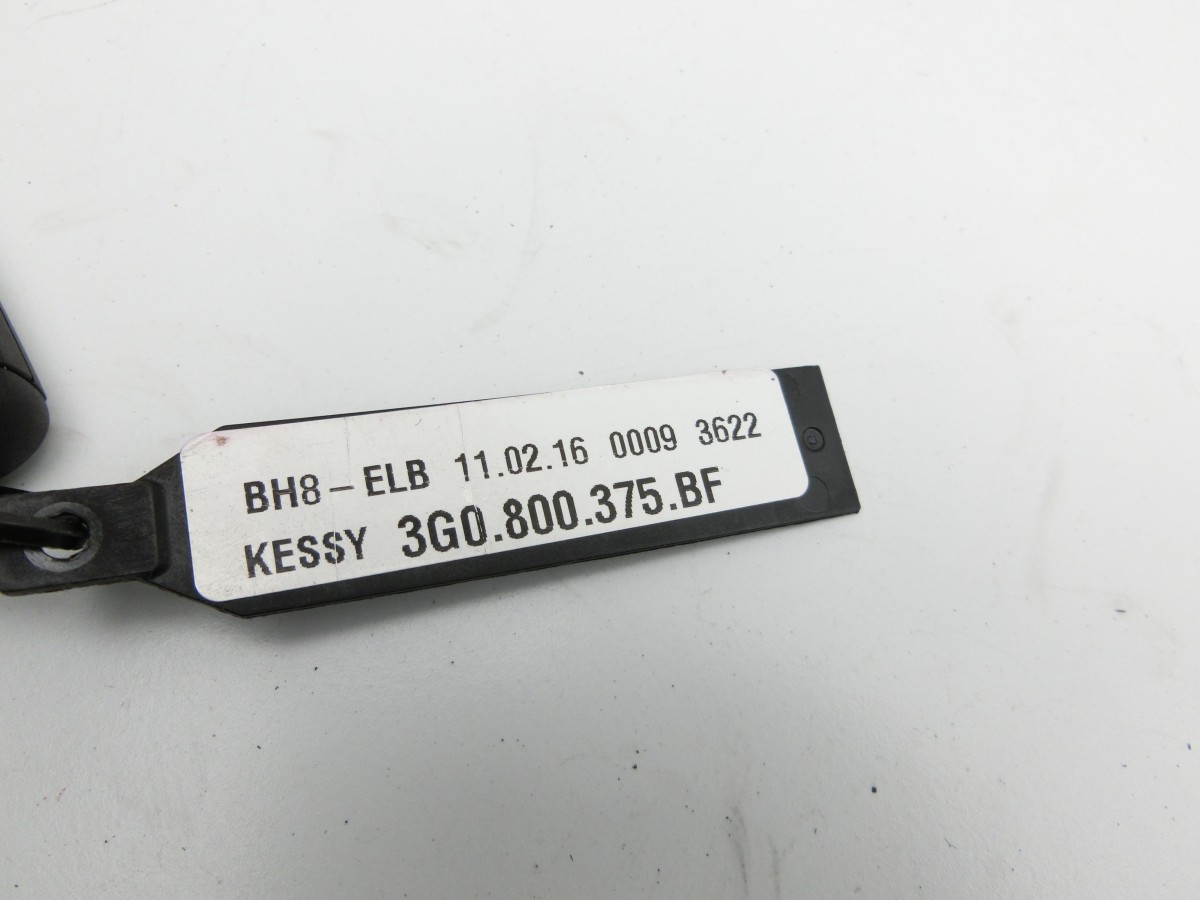 BH8-ELB 11.02.16 0009 3622
KESSY 3G0.800.375.BF